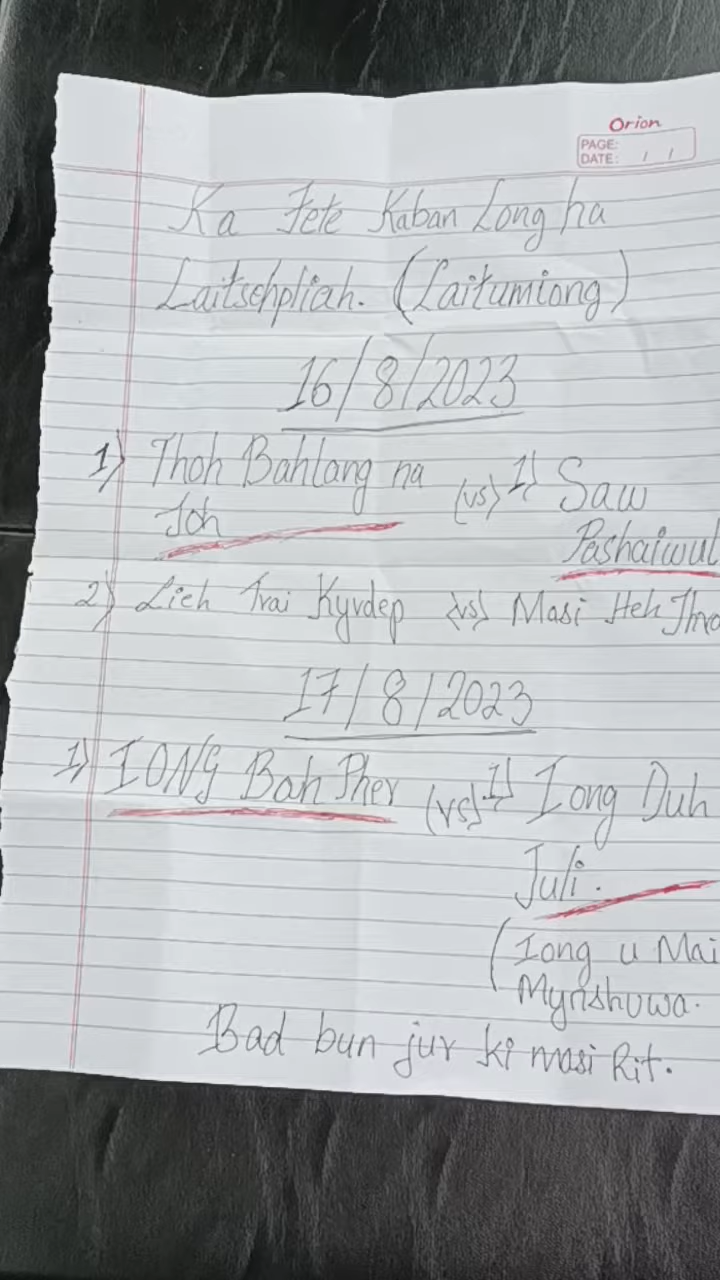 Orion
PAGE:
DATE: / /
Ka Fete Kaban Long ha
Laitsohpliah. (Laitumiong)
16/8/2023
1) Thoh Bahlang na (vs) 1) Saw
Joh Pashaiwul
2) Lieh Trai Kyrdep (vs) Masi Heh
17/8/2023
1) IONG Bah Pher (vs) 1) Iong Duh
Juli.
(Iong u Mai
Mynshuwa.
Bad bun jur ki masi Rit.